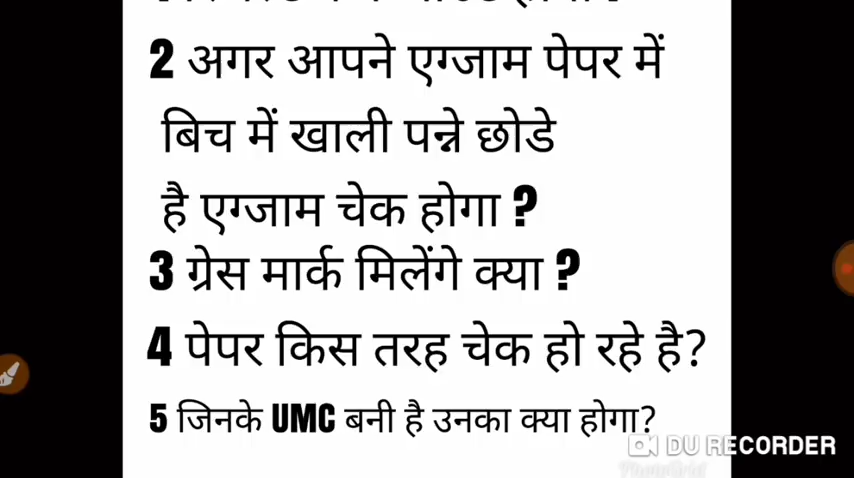 2 अगर आपने एग्जाम पेपर में
बिच में खाली पन्ने छोडे
है एग्जाम चेक होगा ?
3 ग्रेस मार्क मिलेंगे क्या ?
4 पेपर किस तरह चेक हो रहे है?
5 जिनके UMC बनी है उनका क्या होगा?
DU RECORDER
PhotoGrid